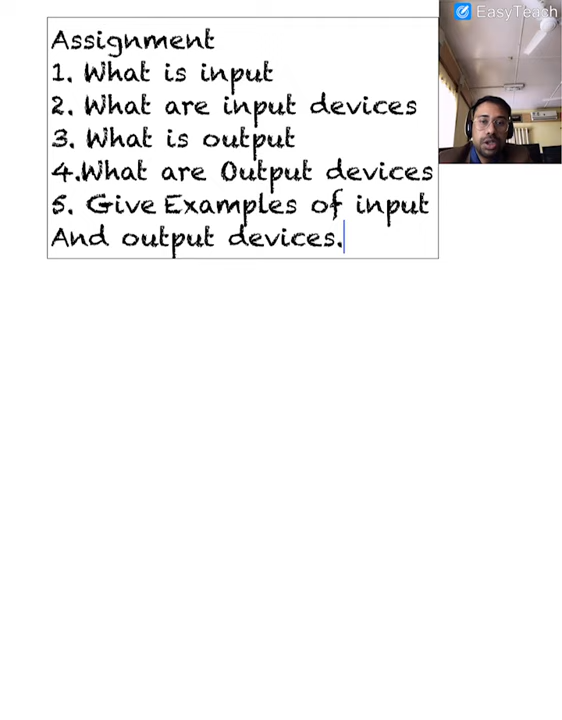 EasyTeach
Assignment
1. What is input
2. What are input devices
3. What is output
4.What are Output devices
5. Give Examples of input
And output devices.